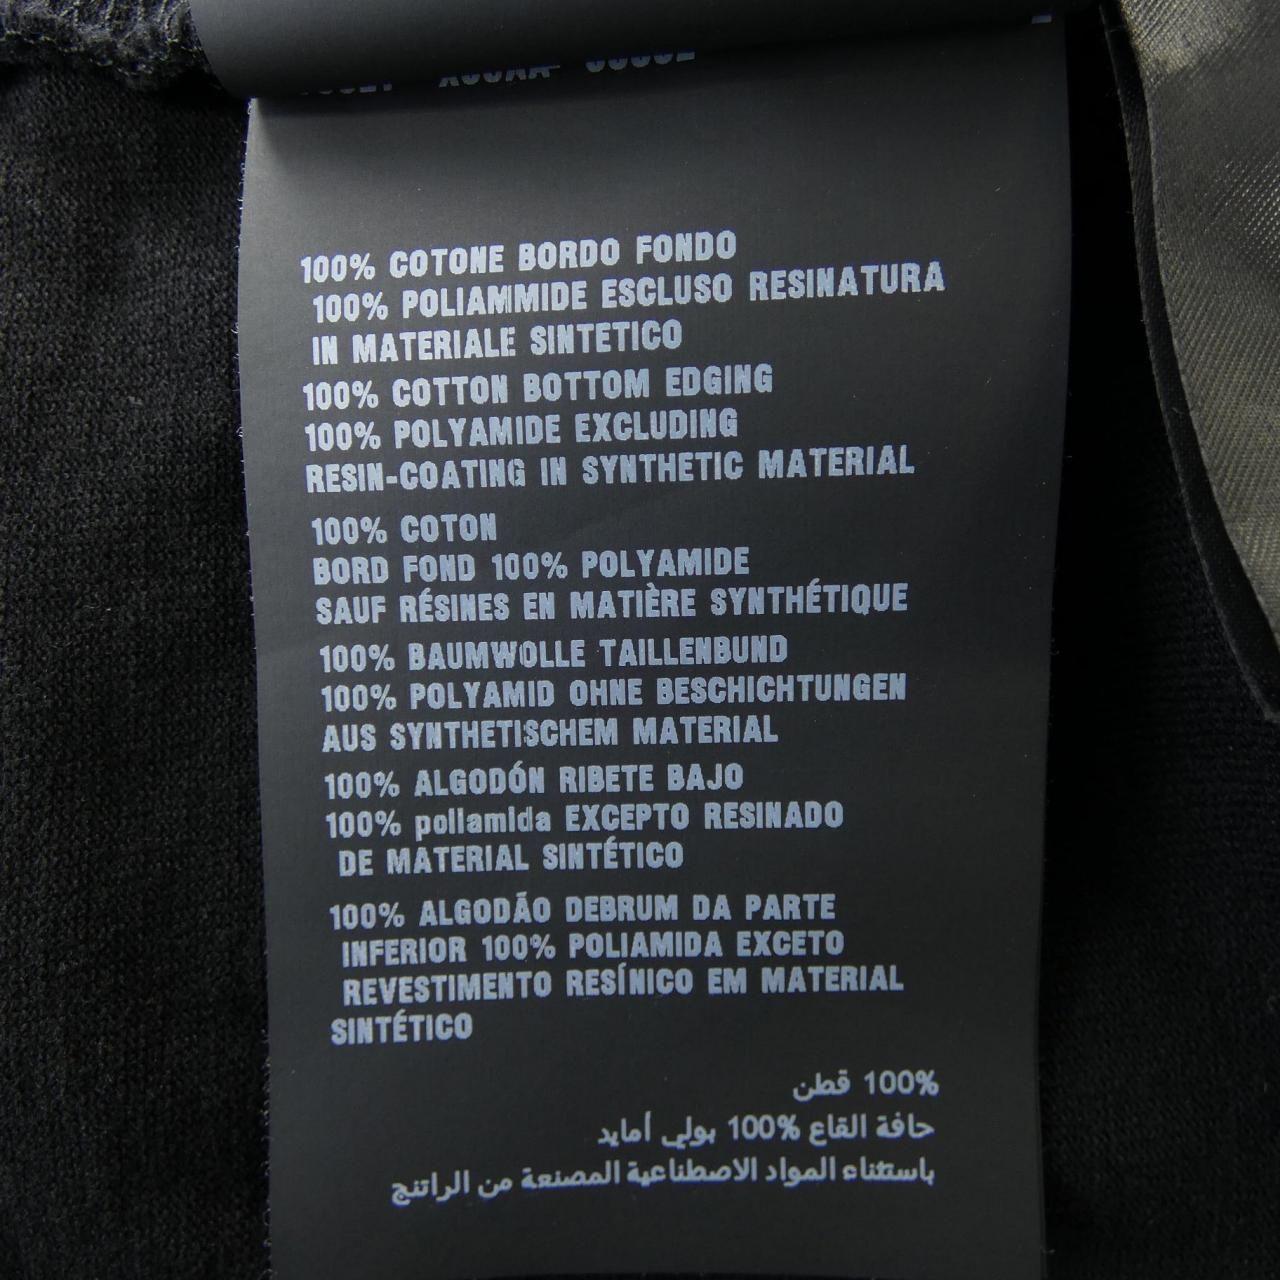 100% COTONE BORDO FONDO
100% POLIAMMIDE ESCLUSO RESINATURA
IN MATERIALE SINTETICO
100% COTTON BOTTOM EDGING
100% POLYAMIDE EXCLUDING
RESIN-COATING IN SYNTHETIC MATERIAL
100% COTON
BORD FOND 100% POLYAMIDE
SAUF RÉSINES EN MATIÈRE SYNTHÉTIQUE
100% BAUMWOLLE TAILLENBUND
100% POLYAMID OHNE BESCHICHTUNGEN
AUS SYNTHETISCHEM MATERIAL
100% ALGODÓN RIBETE BAJO
100% poliamida EXCEPTO RESINADO
DE MATERIAL SINTÉTICO
100% ALGODÃO DEBRUM DA PARTE
INFERIOR 100% POLIAMIDA EXCETO
REVESTIMENTO RESÍNICO EM MATERIAL
SINTÉTICO
100% قطن
حافة القاع 100% بولي أمايد
باستثناء المواد الاصطناعية المصنعة من الراتنج